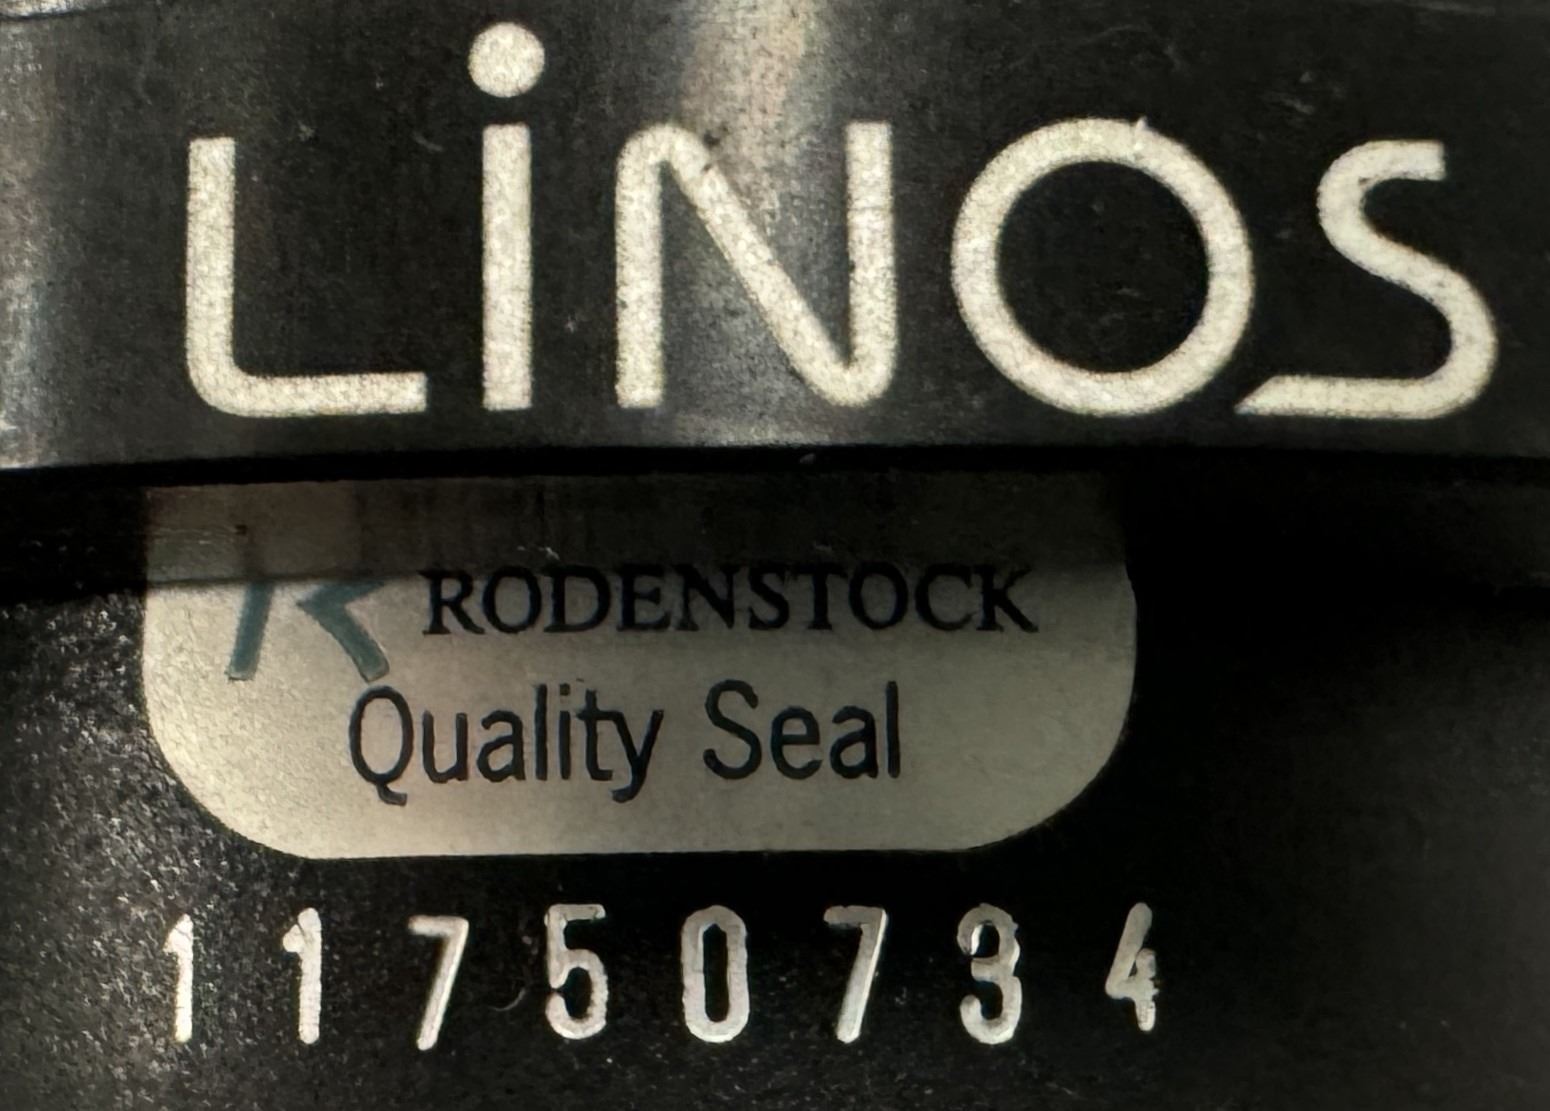 LiNOS
R RODENSTOCK
Quality Seal
11750734